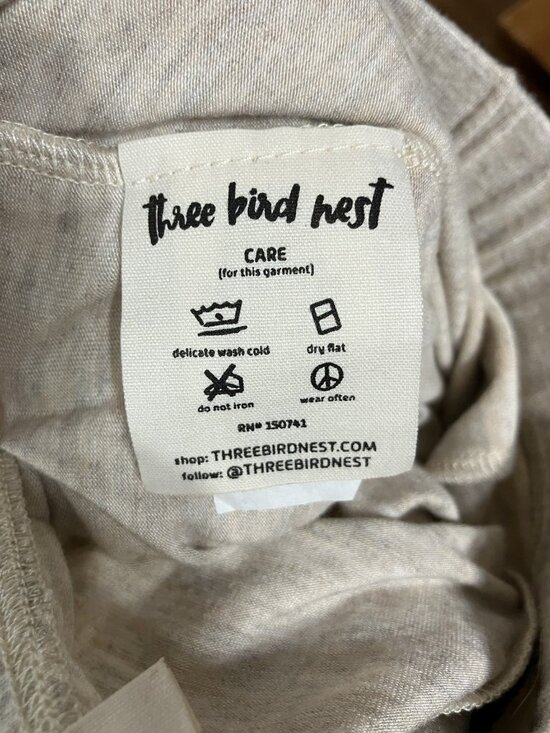 three bird nest
CARE
(for this garment)
delicate wash cold
dry flat
do not iron
wear often
RN# 150741
shop: THREEBIRDNEST.COM
follow: @THREEBIRDNEST